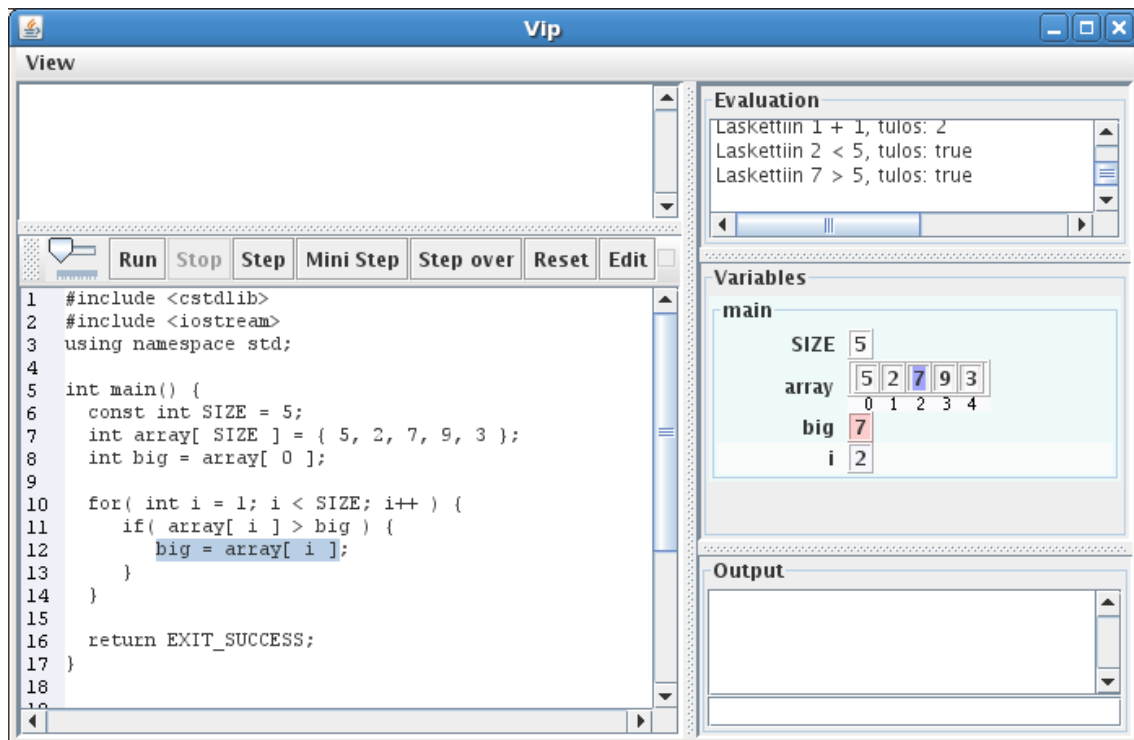 Vip
View
Run Stop Step Mini Step Step over Reset Edit
1 #include <cstdlib>
2 #include <iostream>
3 using namespace std;
4
5 int main() {
6 const int SIZE = 5;
7 int array[ SIZE ] = { 5, 2, 7, 9, 3 };
8 int big = array[ 0 ];
9
10 for( int i = 1; i < SIZE; i++ ) {
11 if( array[ i ] > big ) {
12 big = array[ i ];
13 }
14 }
15
16 return EXIT_SUCCESS;
17 }
18
19
Evaluation
Laskettiin 1 + 1, tulos: 2
Laskettiin 2 < 5, tulos: true
Laskettiin 7 > 5, tulos: true
Variables
main
SIZE 5
array 5 2 7 9 3
0 1 2 3 4
big 7
i 2
Output